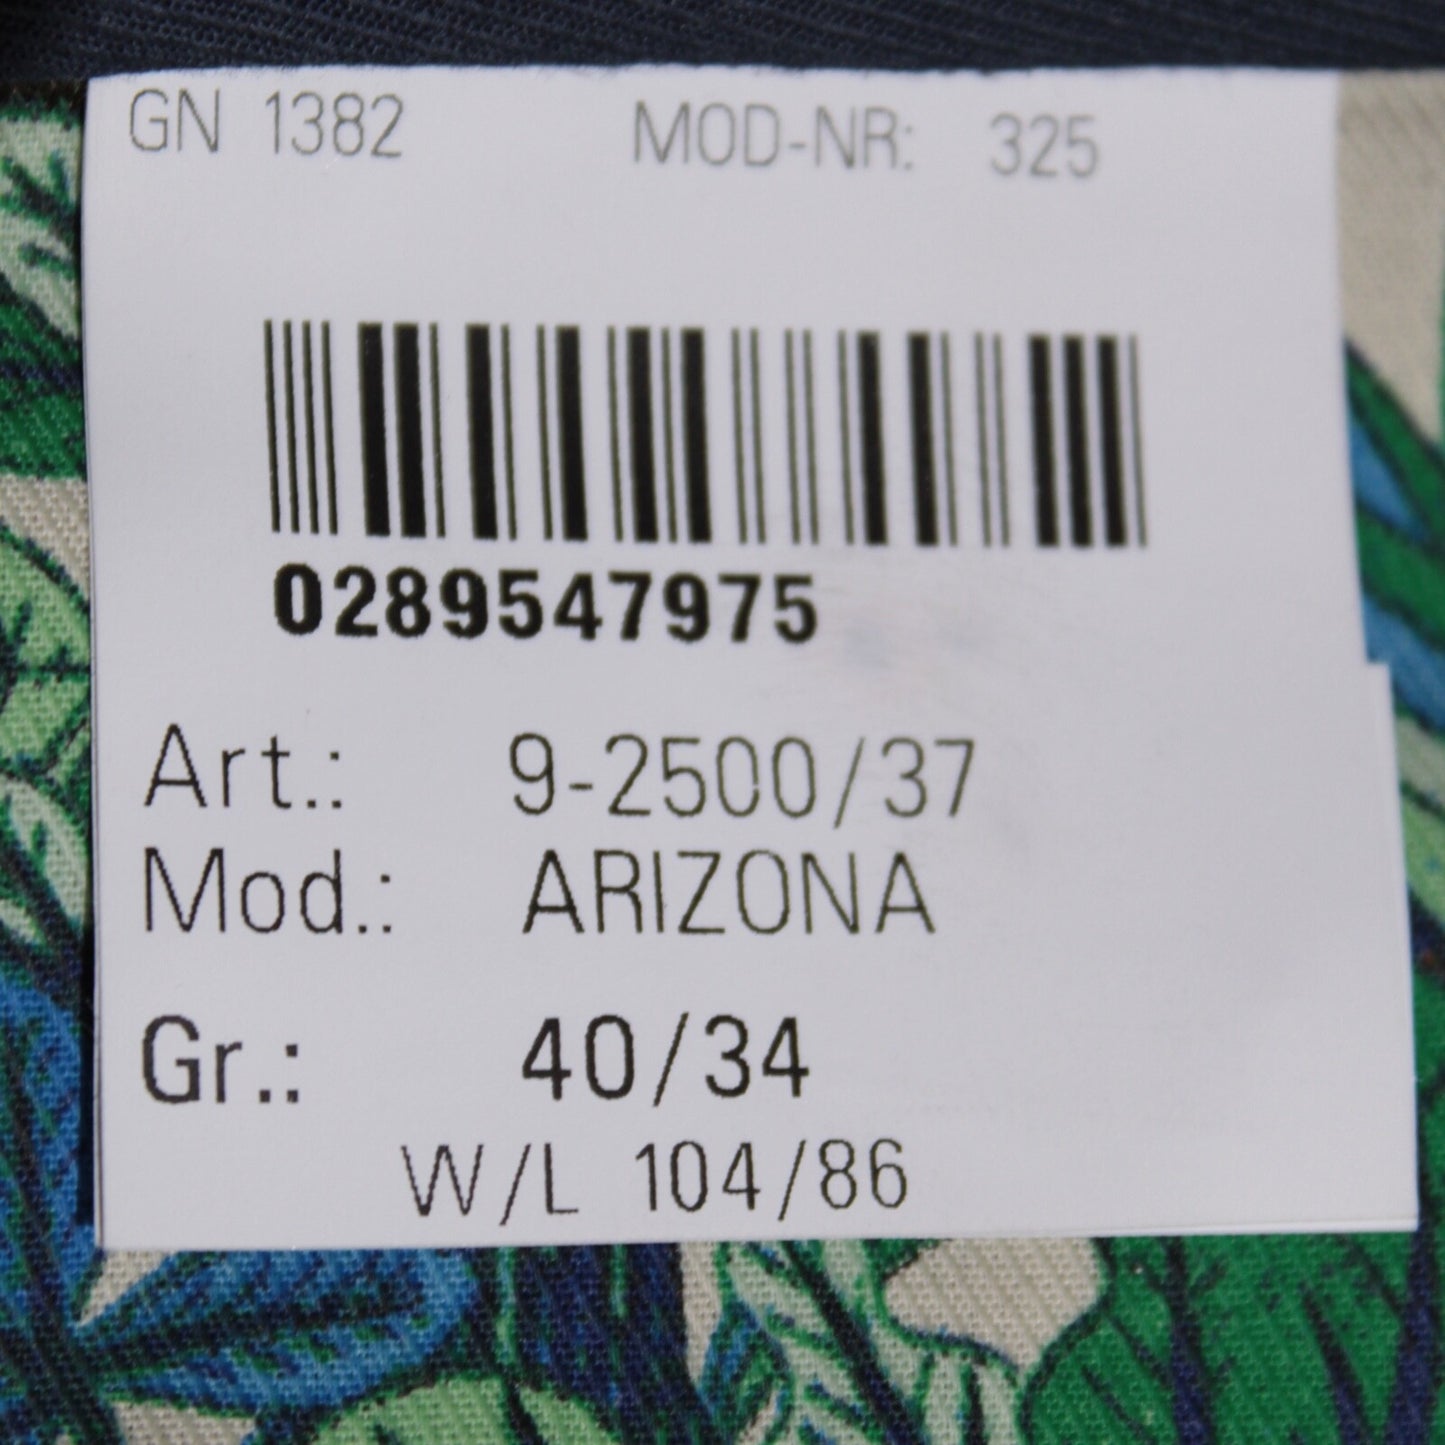 GN 1382 MOD-NR: 325
0289547975
Art.: 9-2500/37
Mod.: ARIZONA
Gr.: 40/34
W/L 104/86